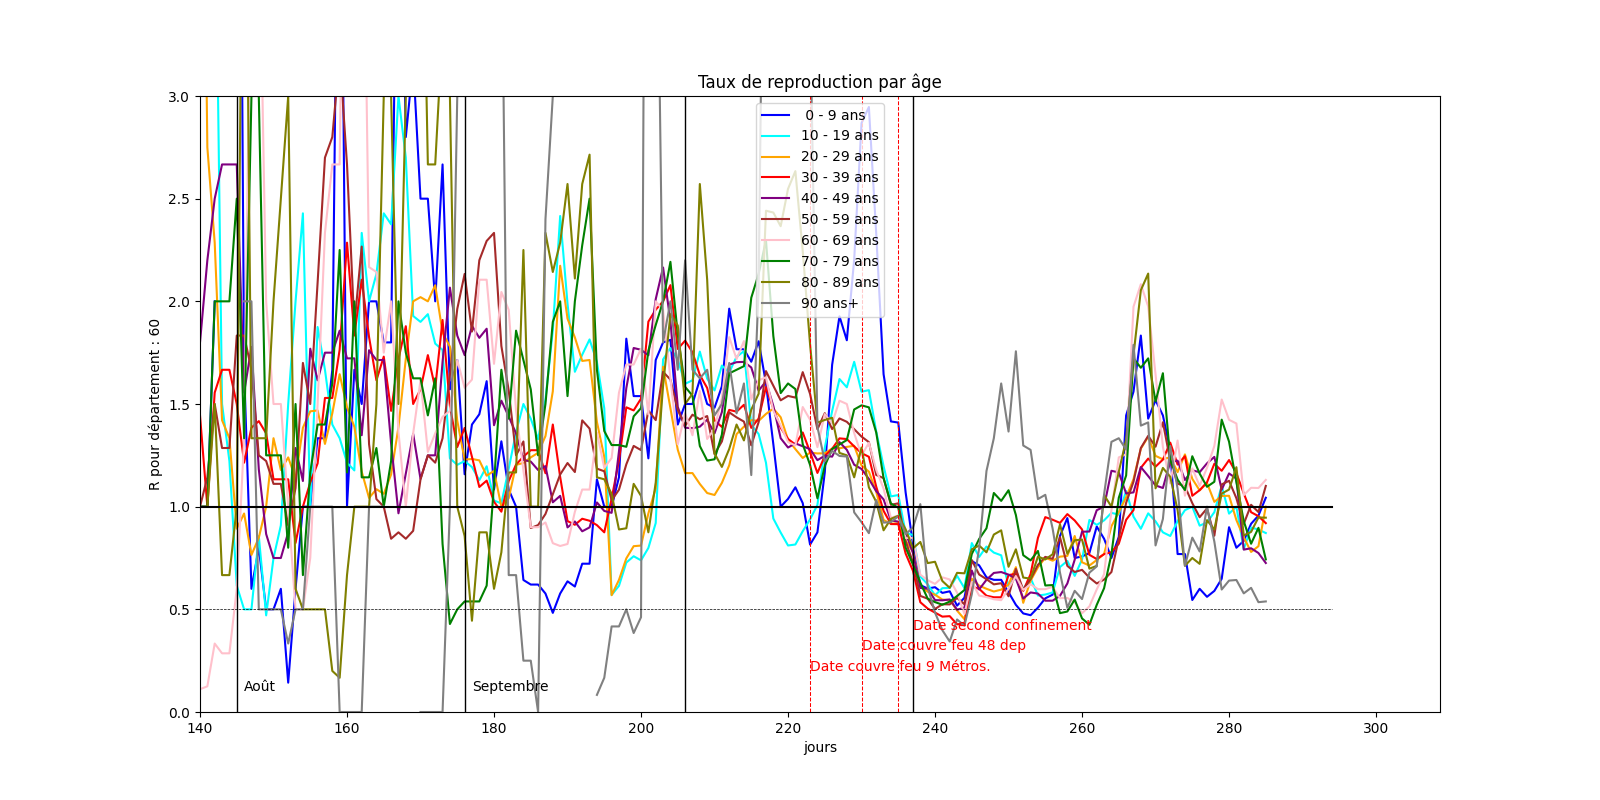 Taux de reproduction par âge
R pour département : 60
3.0
2.5
2.0
1.5
1.0
0.5
0.0
0 - 9 ans
10 - 19 ans
20 - 29 ans
30 - 39 ans
40 - 49 ans
50 - 59 ans
60 - 69 ans
70 - 79 ans
80 - 89 ans
90 ans+
Date second confinement
Date couvre feu 48 dep
Date couvre feu 9 Métros.
Août
Septembre
140 160 180 200 220 240 260 280 300
jours